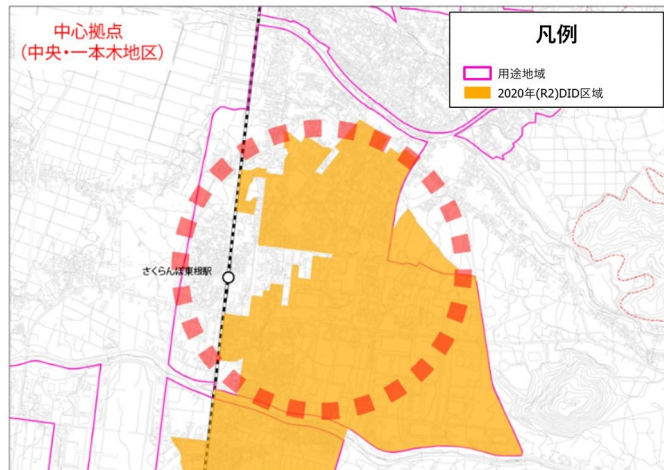 中心拠点
(中央・一本木地区)
凡例
用途地域
2020年(R2)DID区域
さくらんぼ東根駅